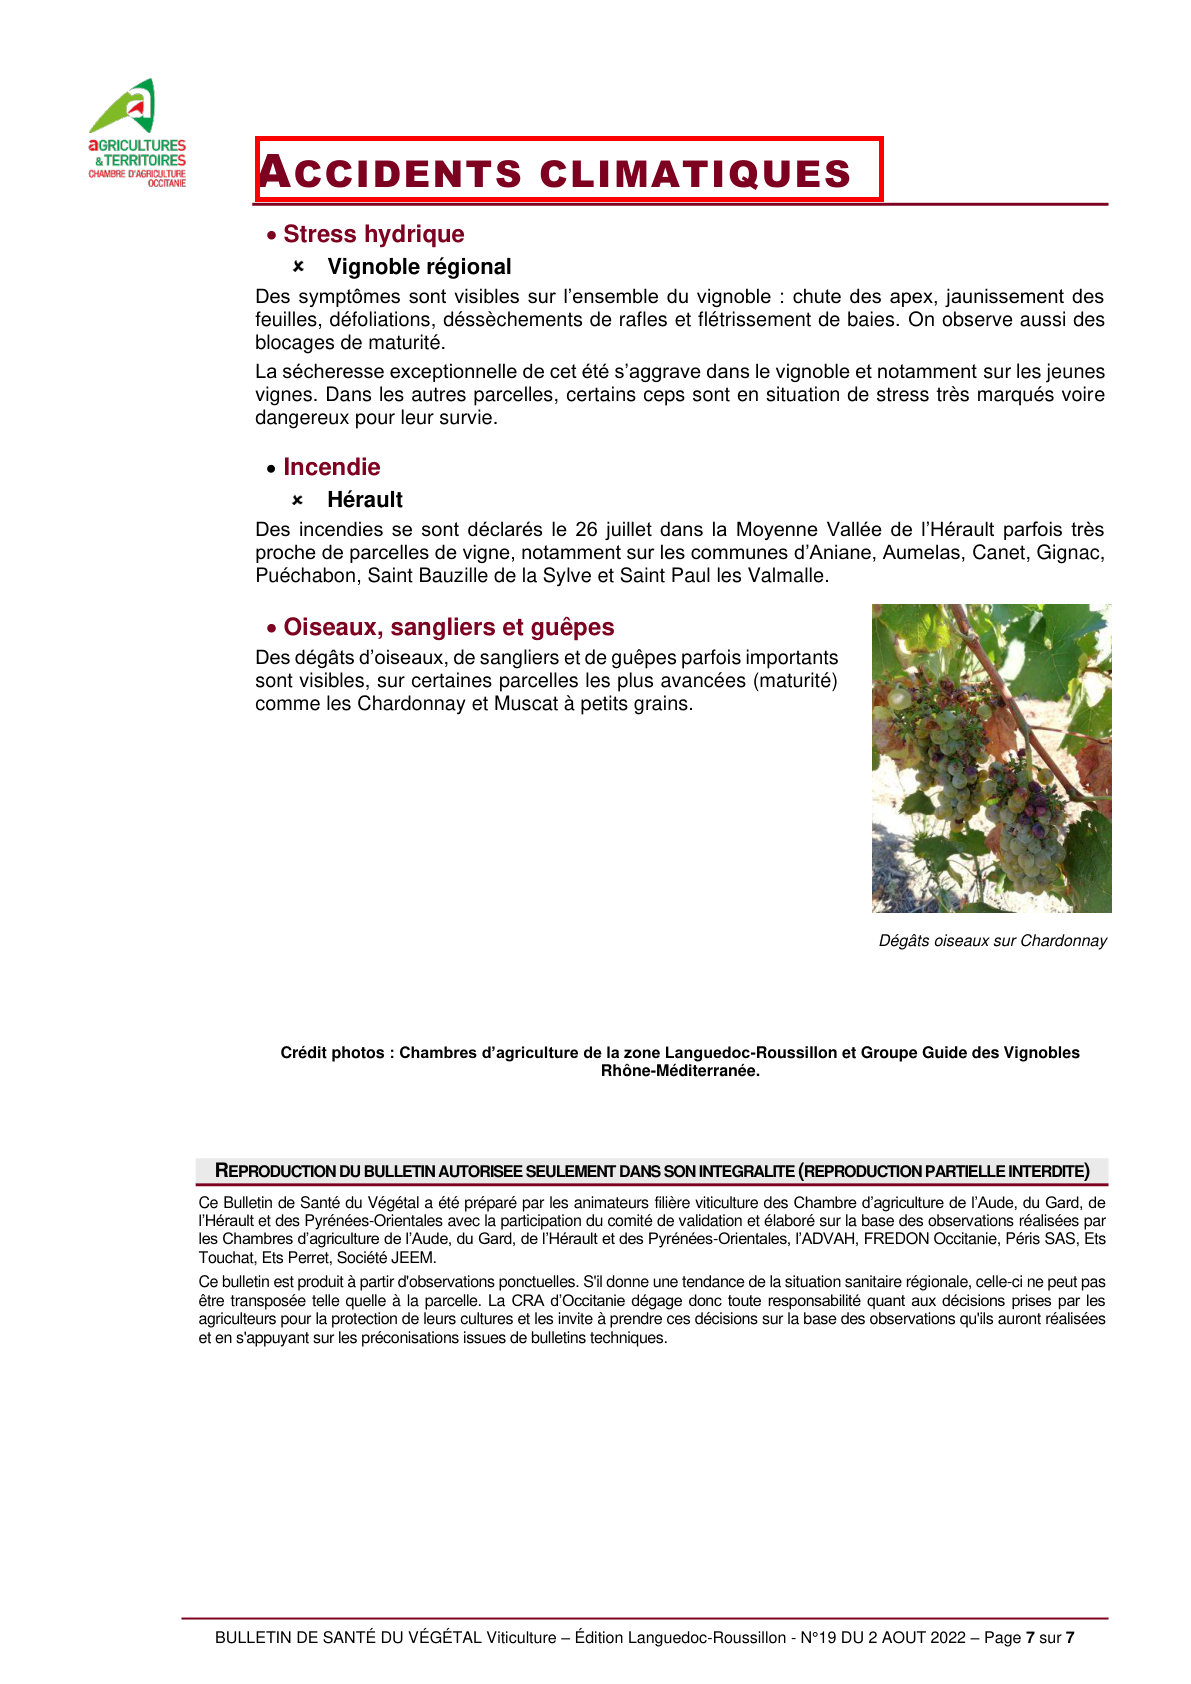 aGRICULTURES
& TERRITOIRES
CHAMBRE D'AGRICULTURE
OCCITANIE
ACCIDENTS CLIMATIQUES
• Stress hydrique
✘ Vignoble régional
Des symptômes sont visibles sur l’ensemble du vignoble : chute des apex, jaunissement des
feuilles, défoliations, déssèchements de rafles et flétrissement de baies. On observe aussi des
blocages de maturité.
La sécheresse exceptionnelle de cet été s’aggrave dans le vignoble et notamment sur les jeunes
vignes. Dans les autres parcelles, certains ceps sont en situation de stress très marqués voire
dangereux pour leur survie.
• Incendie
✘ Hérault
Des incendies se sont déclarés le 26 juillet dans la Moyenne Vallée de l’Hérault parfois très
proche de parcelles de vigne, notamment sur les communes d’Aniane, Aumelas, Canet, Gignac,
Puéchabon, Saint Bauzille de la Sylve et Saint Paul les Valmalle.
• Oiseaux, sangliers et guêpes
Des dégâts d’oiseaux, de sangliers et de guêpes parfois importants
sont visibles, sur certaines parcelles les plus avancées (maturité)
comme les Chardonnay et Muscat à petits grains.
Dégâts oiseaux sur Chardonnay
Crédit photos : Chambres d’agriculture de la zone Languedoc-Roussillon et Groupe Guide des Vignobles
Rhône-Méditerranée.
REPRODUCTION DU BULLETIN AUTORISEE SEULEMENT DANS SON INTEGRALITE (REPRODUCTION PARTIELLE INTERDITE)
Ce Bulletin de Santé du Végétal a été préparé par les animateurs filière viticulture des Chambre d’agriculture de l’Aude, du Gard, de
l’Hérault et des Pyrénées-Orientales avec la participation du comité de validation et élaboré sur la base des observations réalisées par
les Chambres d’agriculture de l’Aude, du Gard, de l’Hérault et des Pyrénées-Orientales, l’ADVAH, FREDON Occitanie, Péris SAS, Ets
Touchat, Ets Perret, Société JEEM.
Ce bulletin est produit à partir d'observations ponctuelles. S'il donne une tendance de la situation sanitaire régionale, celle-ci ne peut pas
être transposée telle quelle à la parcelle. La CRA d’Occitanie dégage donc toute responsabilité quant aux décisions prises par les
agriculteurs pour la protection de leurs cultures et les invite à prendre ces décisions sur la base des observations qu'ils auront réalisées
et en s'appuyant sur les préconisations issues de bulletins techniques.
BULLETIN DE SANTÉ DU VÉGÉTAL Viticulture – Édition Languedoc-Roussillon - N°19 DU 2 AOUT 2022 – Page 7 sur 7